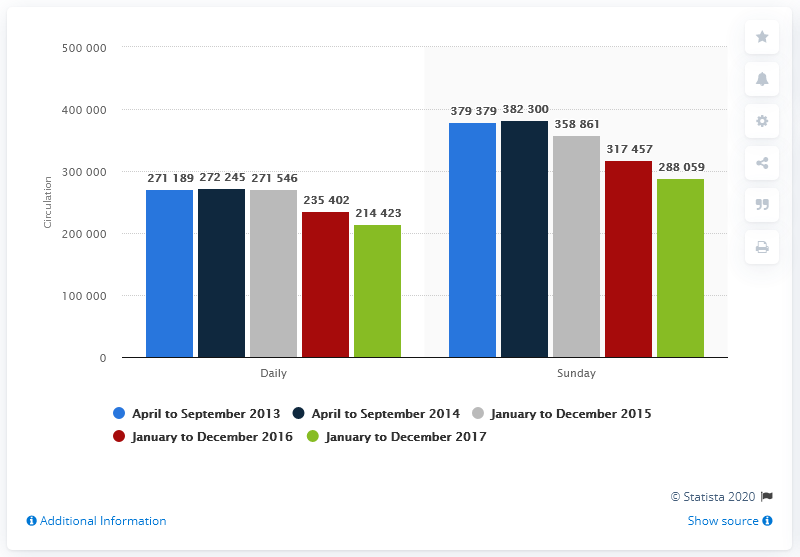 500 000
400 000
300 000
200 000
100 000
0
Circulation
271 189 272 245 271 546 235 402 214 423
379 379 382 300 358 861 317 457 288 059
Daily Sunday
April to September 2013 April to September 2014 January to December 2015
January to December 2016 January to December 2017
© Statista 2020
Additional Information Show source